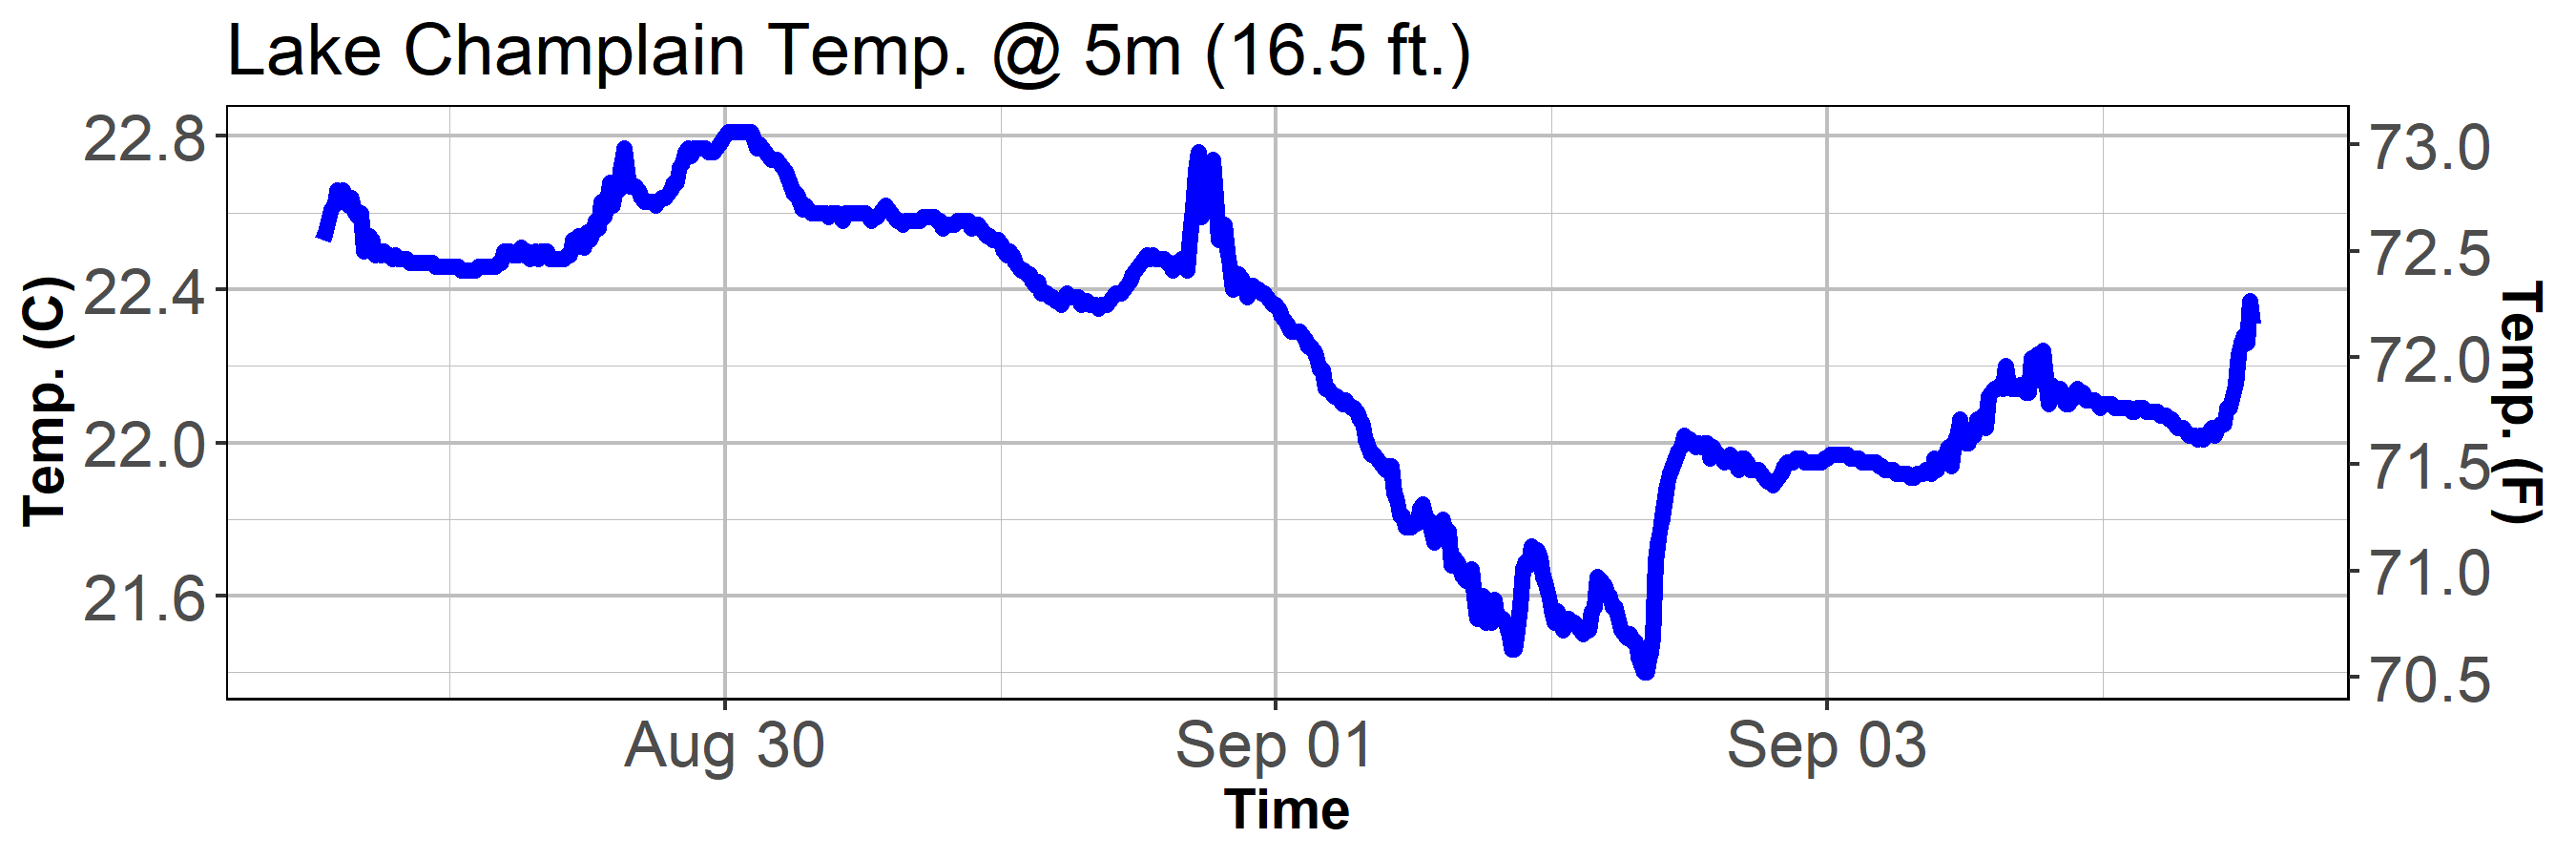 Lake Champlain Temp. @ 5m (16.5 ft.)
Temp. (C)
22.8
22.4
22.0
21.6
73.0
72.5
72.0
71.5
71.0
70.5
Temp. (F)
Aug 30
Sep 01
Sep 03
Time